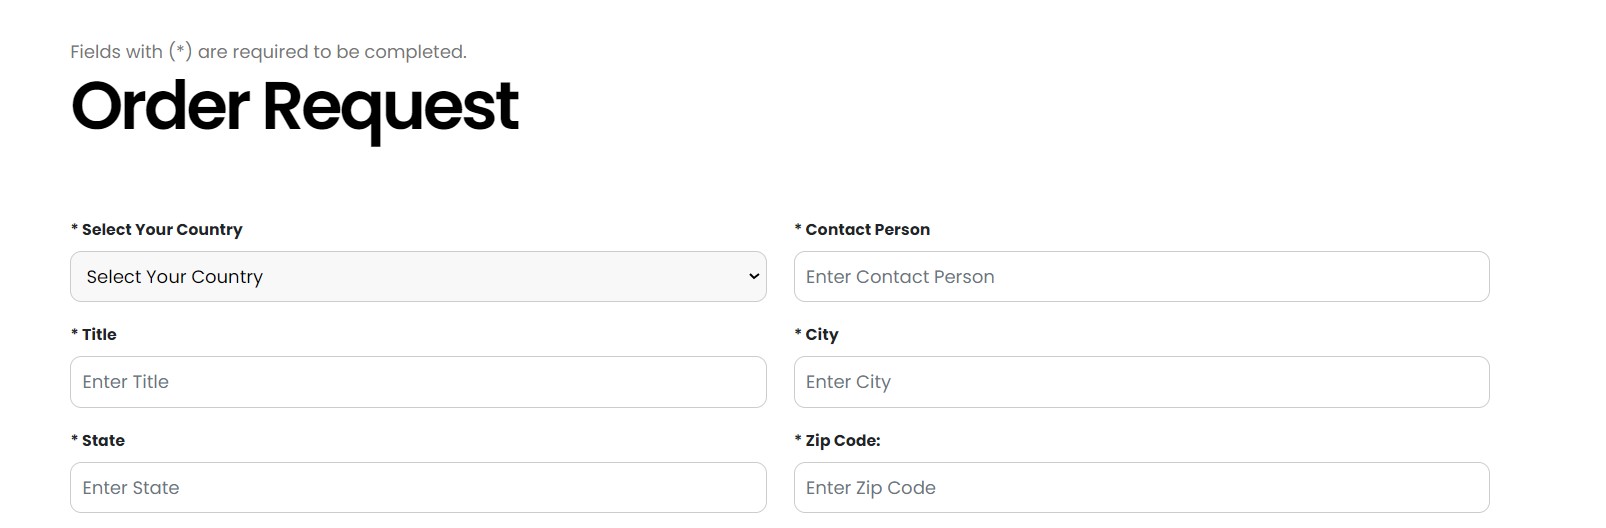 Fields with (*) are required to be completed.
Order Request
* Select Your Country
* Contact Person
Select Your Country
Enter Contact Person
* Title
* City
Enter Title
Enter City
* State
* Zip Code:
Enter State
Enter Zip Code